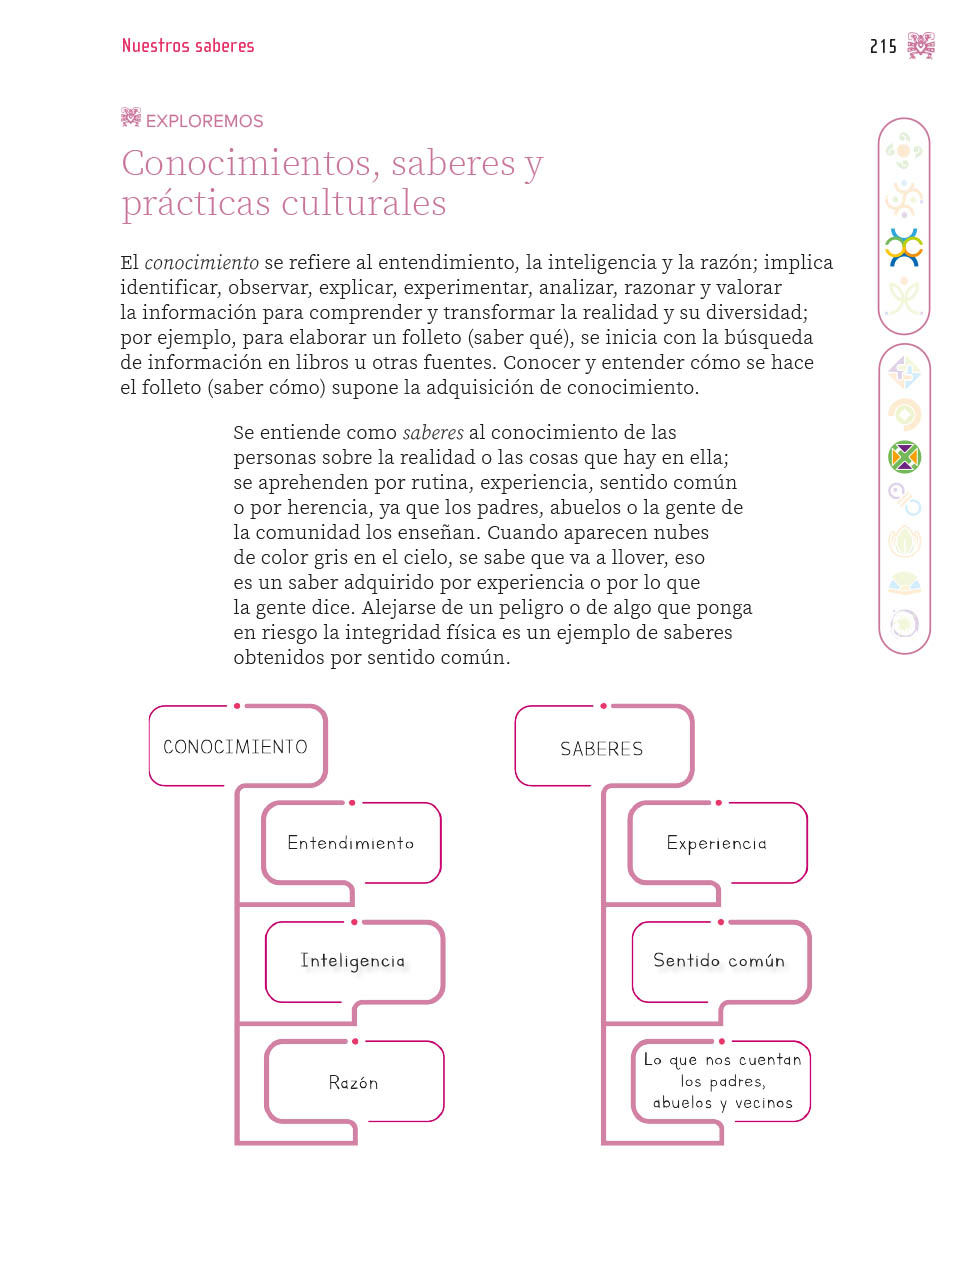 Nuestros saberes
215
EXPLOREMOS
Conocimientos, saberes y
prácticas culturales
El conocimiento se refiere al entendimiento, la inteligencia y la razón; implica
identificar, observar, explicar, experimentar, analizar, razonar y valorar
la información para comprender y transformar la realidad y su diversidad;
por ejemplo, para elaborar un folleto (saber qué), se inicia con la búsqueda
de información en libros u otras fuentes. Conocer y entender cómo se hace
el folleto (saber cómo) supone la adquisición de conocimiento.
Se entiende como saberes al conocimiento de las
personas sobre la realidad o las cosas que hay en ella;
se aprehenden por rutina, experiencia, sentido común
o por herencia, ya que los padres, abuelos o la gente de
la comunidad los enseñan. Cuando aparecen nubes
de color gris en el cielo, se sabe que va a llover, eso
es un saber adquirido por experiencia o por lo que
la gente dice. Alejarse de un peligro o de algo que ponga
en riesgo la integridad física es un ejemplo de saberes
obtenidos por sentido común.
CONOCIMIENTO
Entendimiento
Inteligencia
Razón
SABERES
Experiencia
Sentido común
Lo que nos cuentan
los padres,
abuelos y vecinos